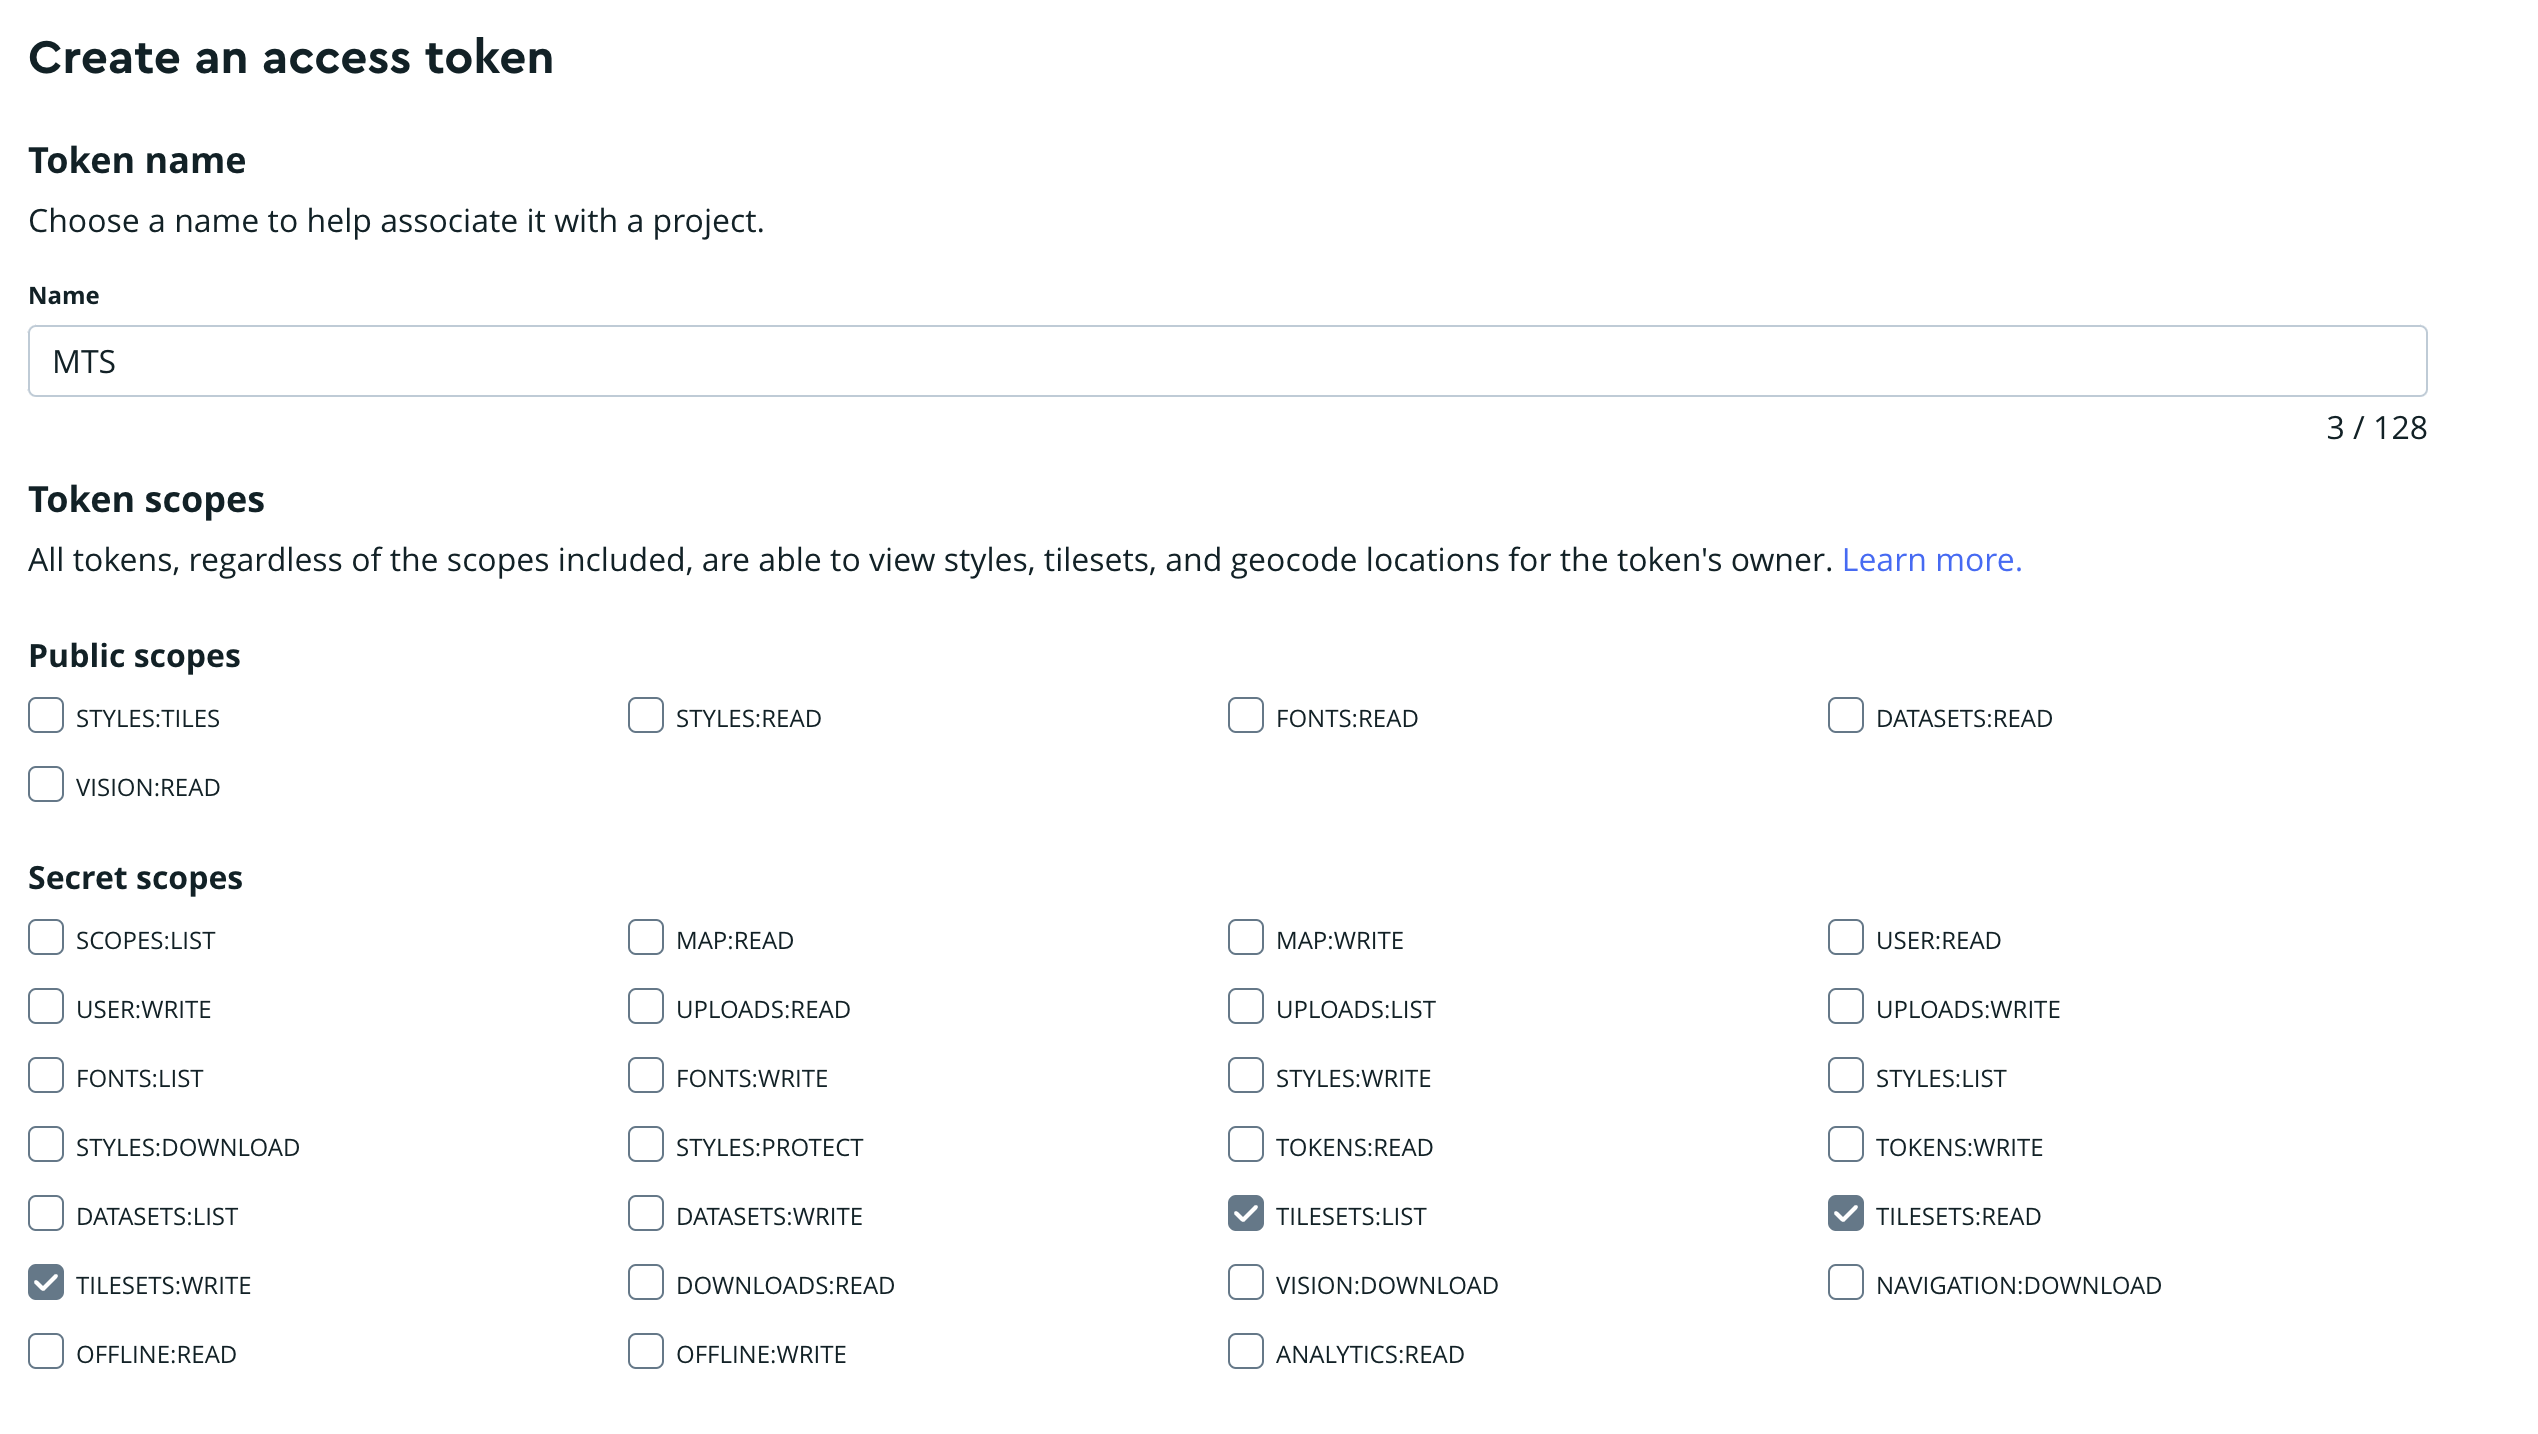 Create an access token
Token name
Choose a name to help associate it with a project.
Name
MTS
3 / 128
Token scopes
All tokens, regardless of the scopes included, are able to view styles, tilesets, and geocode locations for the token's owner. Learn more.
Public scopes
STYLES:TILES STYLES:READ FONTS:READ DATASETS:READ
VISION:READ
Secret scopes
SCOPES:LIST MAP:READ MAP:WRITE USER:READ
USER:WRITE UPLOADS:READ UPLOADS:LIST UPLOADS:WRITE
FONTS:LIST FONTS:WRITE STYLES:WRITE STYLES:LIST
STYLES:DOWNLOAD STYLES:PROTECT TOKENS:READ TOKENS:WRITE
DATASETS:LIST DATASETS:WRITE TILESETS:LIST TILESETS:READ
TILESETS:WRITE DOWNLOADS:READ VISION:DOWNLOAD NAVIGATION:DOWNLOAD
OFFLINE:READ OFFLINE:WRITE ANALYTICS:READ